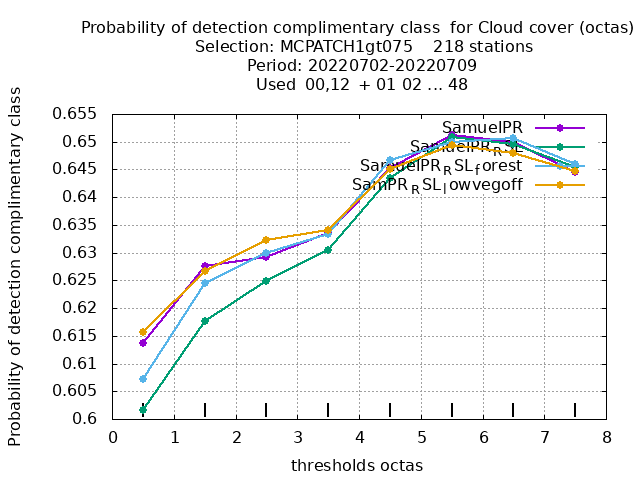 Probability of detection complimentary class  for Cloud cover (octas)
Selection: MCPATCH1gt075    218 stations
Period: 20220702-20220709
Used  00,12  + 01 02 ... 48
Probability of detection complimentary class
0.655
0.65
0.645
0.64
0.635
0.63
0.625
0.62
0.615
0.61
0.605
0.6
SamuelPR
SamuelPR_RSL
SamuelPR_RSL_forest
SamPR_RSL_lowvegoff
0 1 2 3 4 5 6 7 8
thresholds octas